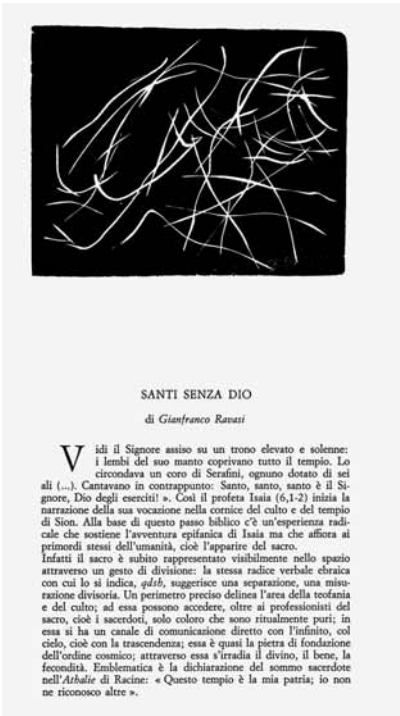 SANTI SENZA DIO
di Gianfranco Ravasi
Vidi il Signore assiso su un trono elevato e solenne:
i lembi del suo manto coprivano tutto il tempio. Lo
circondava un coro di Serafini, ognuno dotato di sei
ali (...). Cantavano in contrappunto: Santo, santo, santo è il Si-
gnore, Dio degli eserciti! ». Così il profeta Isaia (6,1-2) inizia la
narrazione della sua vocazione nella cornice del culto e del tempio
di Sion. Alla base di questo passo biblico c'è un'esperienza radi-
cale che sostiene l'avventura epifanica di Isaia ma che affiora ai
primordi stessi dell'umanità, cioè l'apparire del sacro.
Infatti il sacro è subito rappresentato visibilmente nello spazio
attraverso un gesto di divisione: la stessa radice verbale ebraica
con cui lo si indica, qdsh, suggerisce una separazione, una misu-
razione divisoria. Un perimetro preciso delinea l'area della teofania
e del culto; ad essa possono accedere, oltre ai professionisti del
sacro, cioè i sacerdoti, solo coloro che sono ritualmente puri; in
essa si ha un canale di comunicazione diretto con l'infinito, col
cielo, cioè con la trascendenza; essa è quasi la pietra di fondazione
dell'ordine cosmico; attraverso essa s'irradia il divino, il bene, la
fecondità. Emblematica è la dichiarazione del sommo sacerdote
nell'Athalie di Racine: « Questo tempio è la mia patria; io non
ne riconosco altre ».